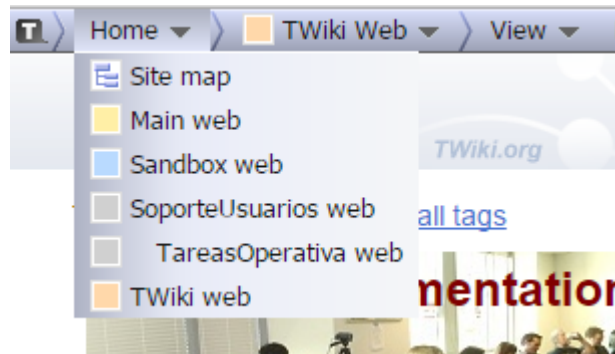 T Home TWiki Web View
Site map
Main web
TWiki.org
Sandbox web
SoporteUsuarios web
all tags
TareasOperativa web
TWiki web
mentation